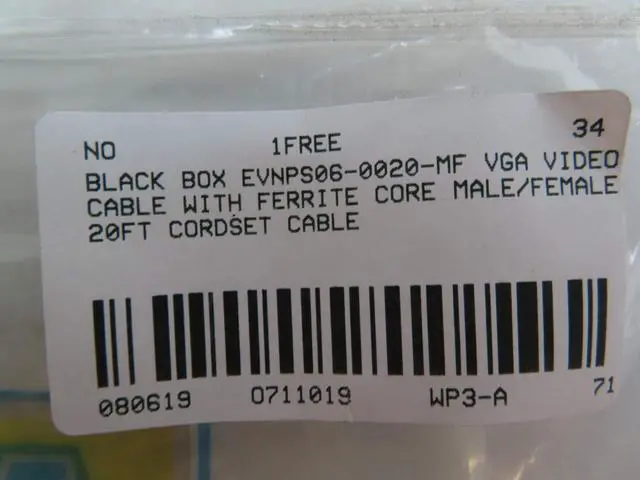 NO 1FREE 34
BLACK BOX EVNPS06-0020-MF VGA VIDEO
CABLE WITH FERRITE CORE MALE/FEMALE
20FT CORDSET CABLE
080619 0711019 WP3-A 71